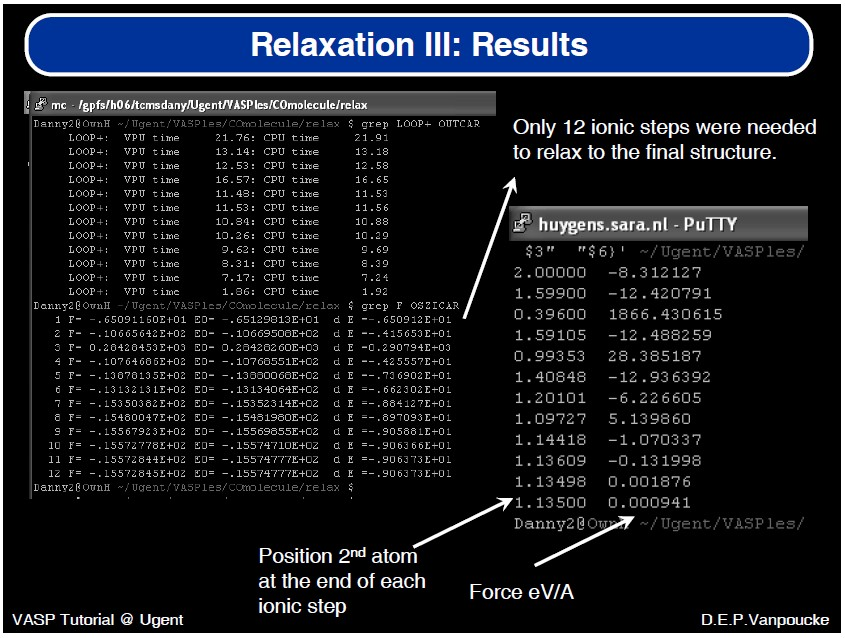 Relaxation III: Results
mc - /gpfs/h06/tcmsdany/Ugent/VASPles/COmolecule/relax
Danny2@OwnH ~/Ugent/VASPles/COmolecule/relax $ grep LOOP+ OUTCAR
LOOP+: VPU time 21.76: CPU time 21.91
LOOP+: VPU time 13.14: CPU time 13.18
LOOP+: VPU time 12.53: CPU time 12.58
LOOP+: VPU time 16.57: CPU time 16.65
LOOP+: VPU time 11.48: CPU time 11.53
LOOP+: VPU time 11.53: CPU time 11.56
LOOP+: VPU time 10.84: CPU time 10.88
LOOP+: VPU time 10.26: CPU time 10.29
LOOP+: VPU time 9.62: CPU time 9.69
LOOP+: VPU time 8.31: CPU time 8.39
LOOP+: VPU time 7.17: CPU time 7.24
LOOP+: VPU time 1.86: CPU time 1.92
Danny2@OwnH ~/Ugent/VASPles/COmolecule/relax $ grep F OSZICAR
1 F= -.65091160E+01 E0= -.65129813E+01 d E =-.650912E+01
2 F= -.10665642E+02 E0= -.10669508E+02 d E =-.415653E+01
3 F= 0.28428453E+03 E0= 0.28428260E+03 d E =0.290794E+03
4 F= -.10764686E+02 E0= -.10768551E+02 d E =-.425557E+01
5 F= -.13878135E+02 E0= -.13880068E+02 d E =-.736902E+01
6 F= -.13132131E+02 E0= -.13134064E+02 d E =-.662302E+01
7 F= -.15350382E+02 E0= -.15352314E+02 d E =-.884127E+01
8 F= -.15480047E+02 E0= -.15481980E+02 d E =-.897093E+01
9 F= -.15567923E+02 E0= -.15569855E+02 d E =-.905881E+01
10 F= -.15572778E+02 E0= -.15574710E+02 d E =-.906366E+01
11 F= -.15572844E+02 E0= -.15574777E+02 d E =-.906373E+01
12 F= -.15572845E+02 E0= -.15574777E+02 d E =-.906373E+01
Danny2@OwnH ~/Ugent/VASPles/COmolecule/relax $
Only 12 ionic steps were needed
to relax to the final structure.
huygens.sara.nl - PuTTY
$3" "$6}' ~/Ugent/VASPles/
2.00000 -8.312127
1.59900 -12.420791
0.39600 1866.430615
1.59105 -12.488259
0.99353 28.385187
1.40848 -12.936392
1.20101 -6.226605
1.09727 5.139860
1.14418 -1.070337
1.13609 -0.131998
1.13498 0.001876
1.13500 0.000941
~/Ugent/VASPles/
Position 2nd atom
at the end of each
ionic step
Force eV/A
VASP Tutorial @ Ugent
D.E.P.Vanpoucke